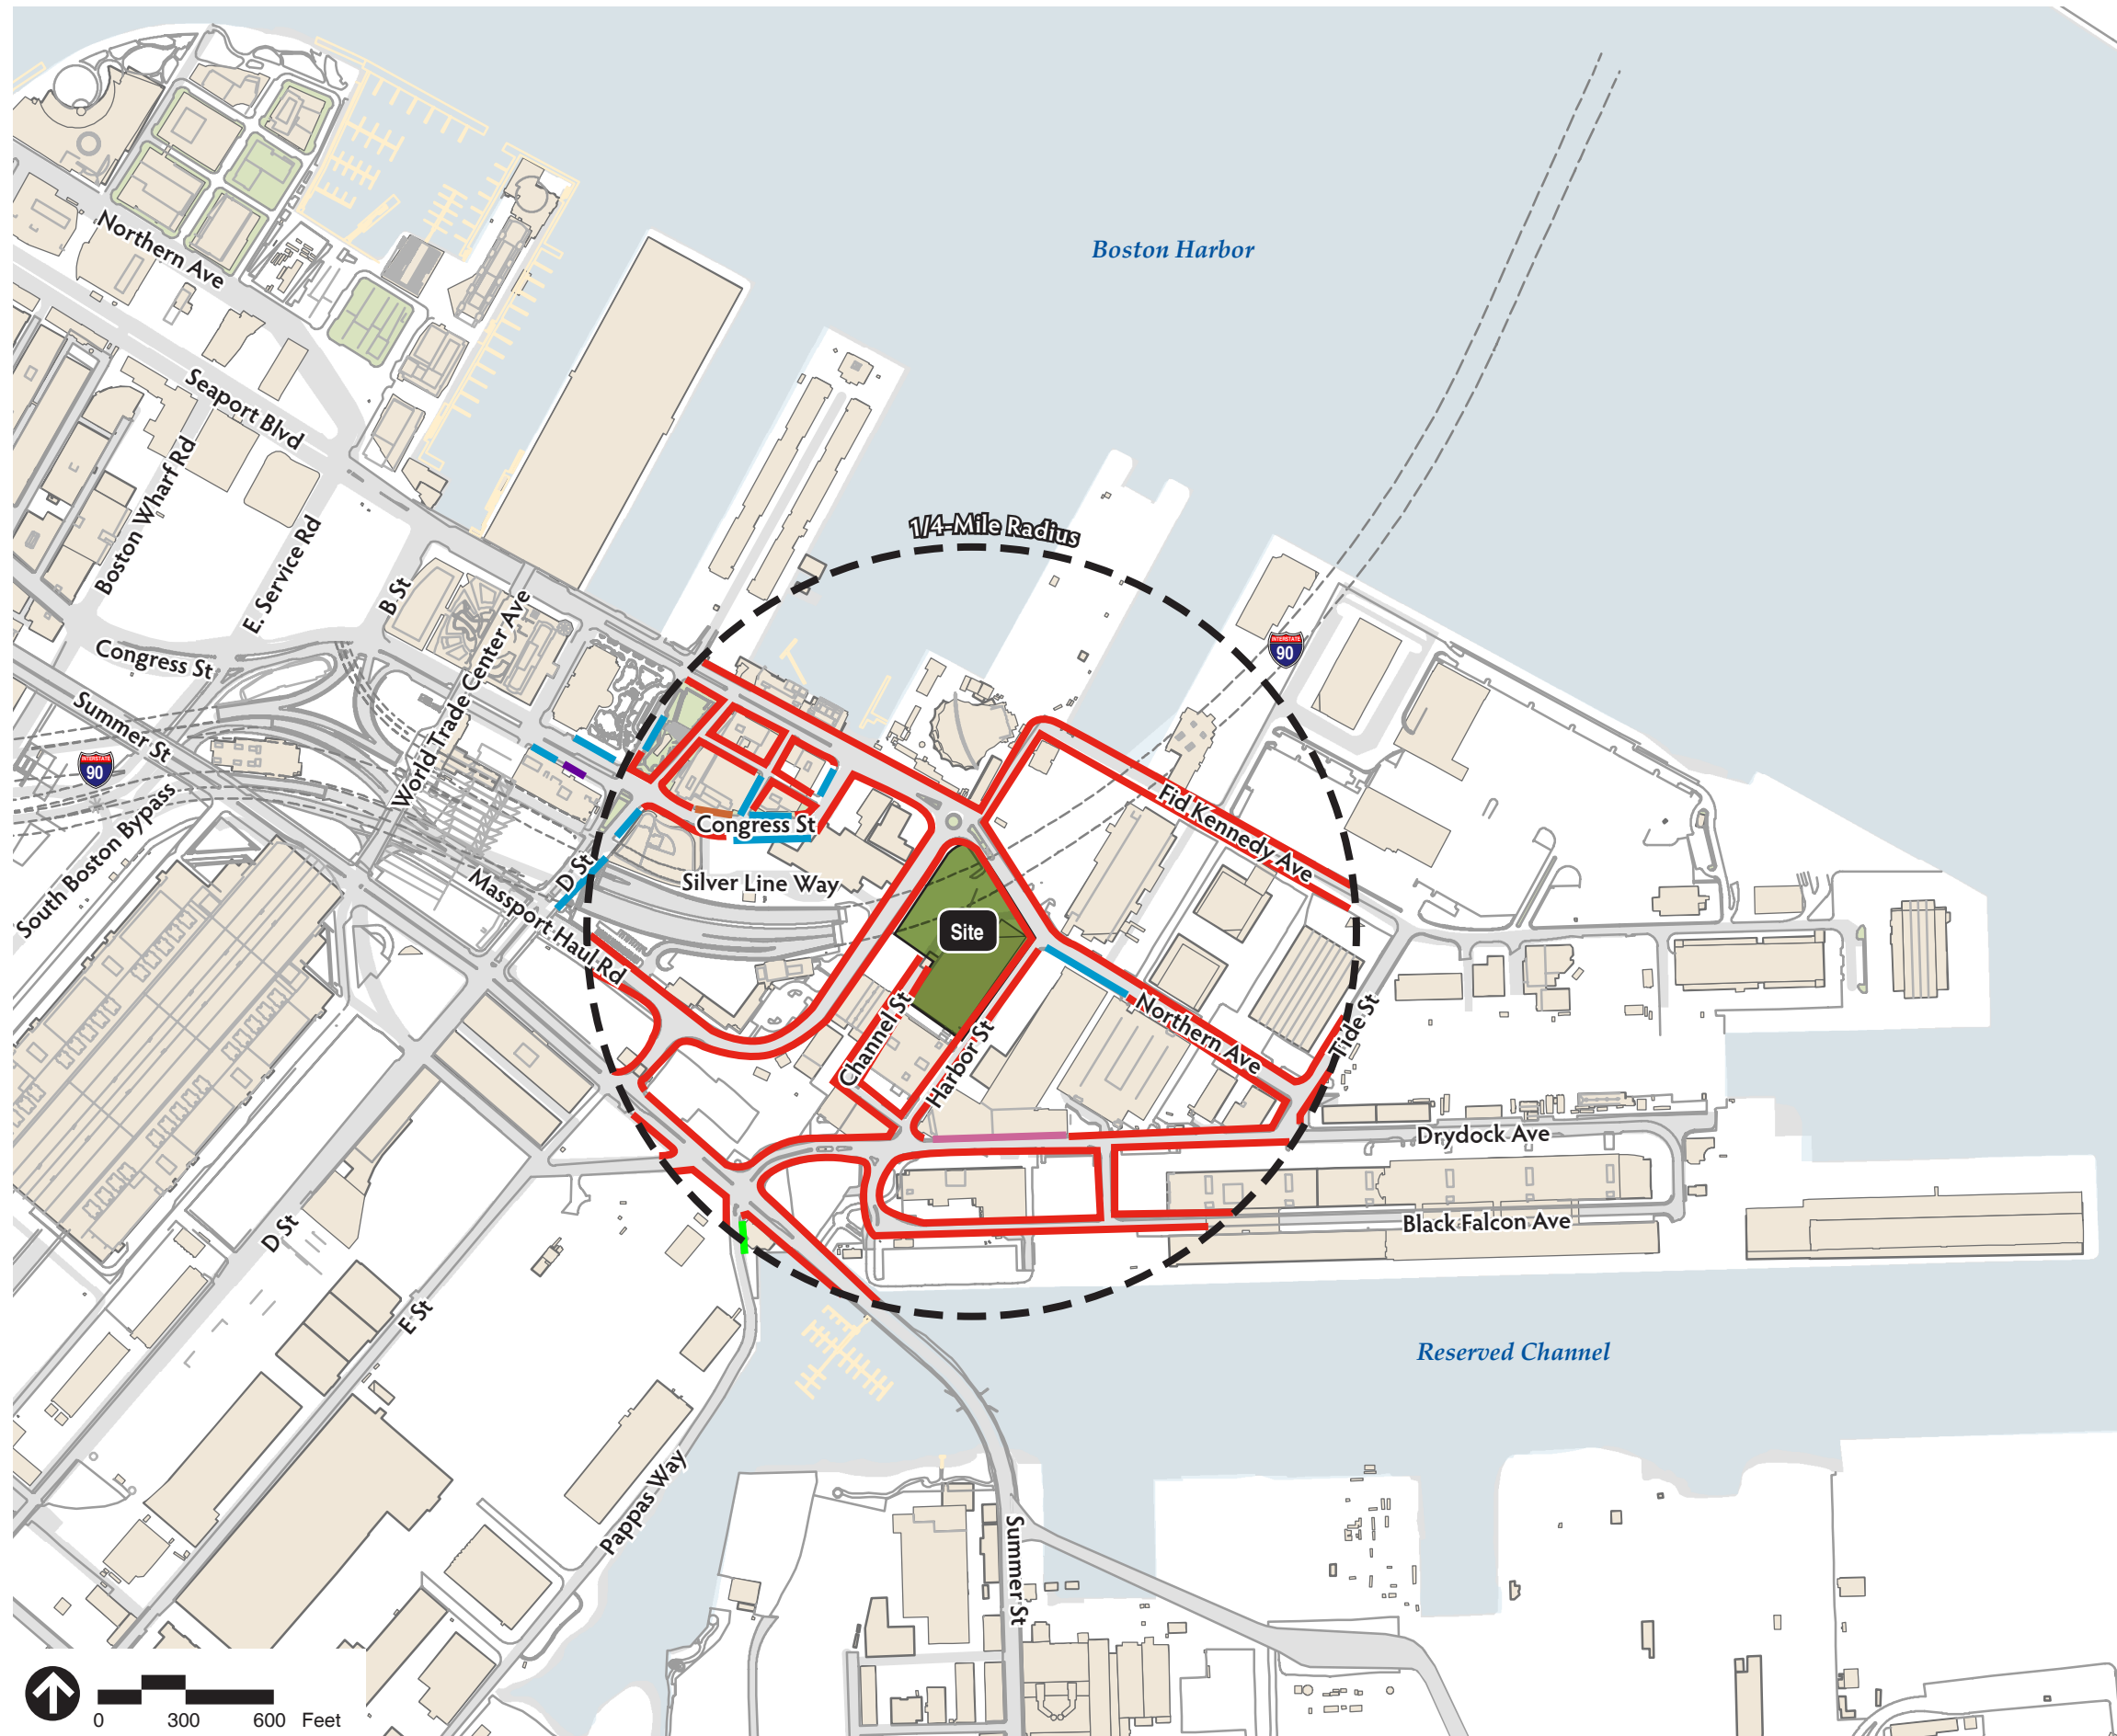 Boston Harbor
Northern Ave
Seaport Blvd
Boston Wharf Rd
E. Service Rd
B St
World Trade Center Ave
1/4-Mile Radius
Congress St
Summer St
INTERSTATE
90
INTERSTATE
90
South Boston Bypass
Massport Haul Rd
D St
Congress St
Silver Line Way
Fid Kennedy Ave
Site
Channel St
Harbor St
Northern Ave
Tide St
Drydock Ave
Black Falcon Ave
D St
E St
Reserved Channel
Pappas Way
Summer St
0 300 600 Feet